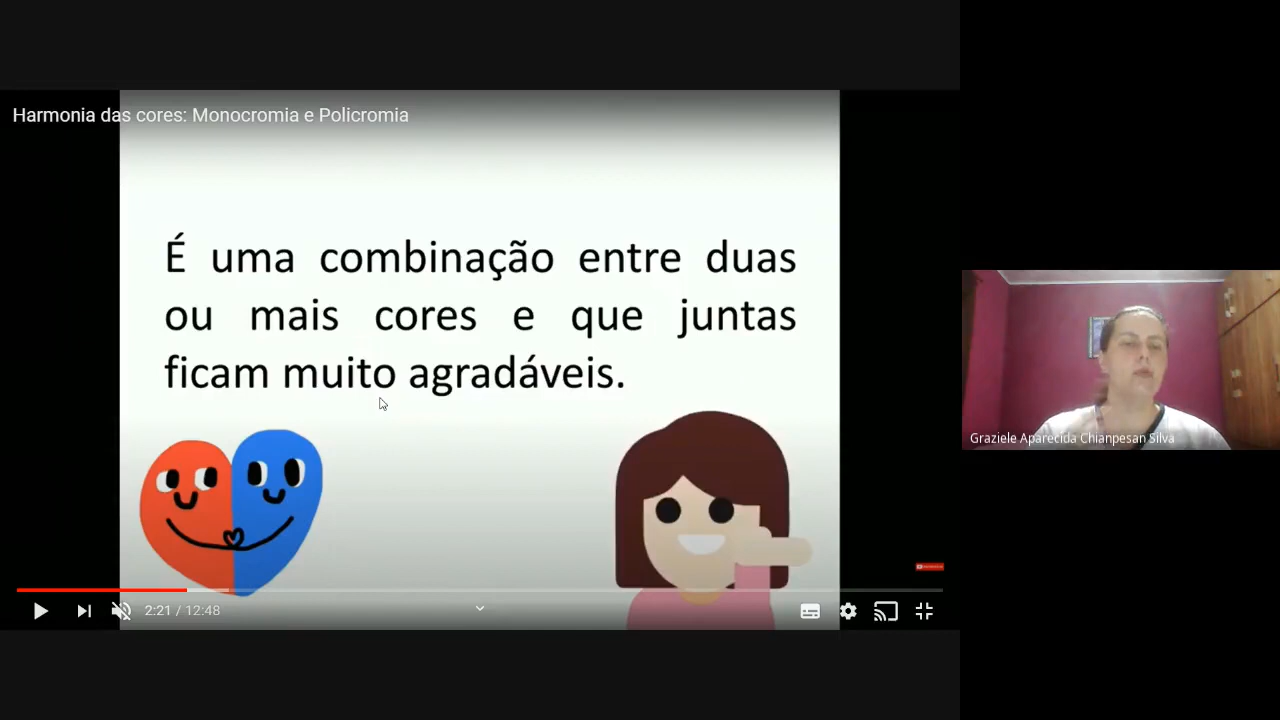 Harmonia das cores: Monocromia e Policromia
É uma combinação entre duas
ou mais cores e que juntas
ficam muito agradáveis.
2:21 / 12:48
Graziele Aparecida Chianpesan Silva